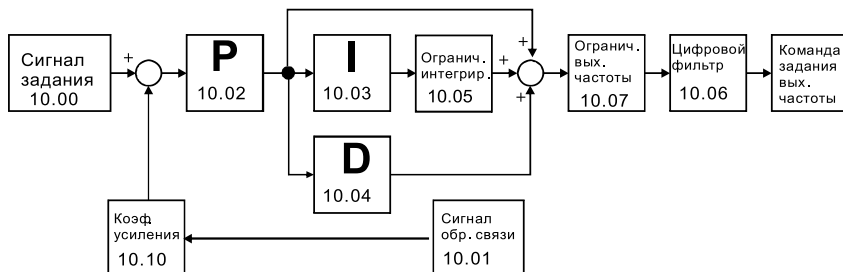 Сигнал
задания
10.00
+
P
10.02
I
10.03
D
10.04
Огранич.
интегрир.
10.05
+
+
+
Огранич.
вых.
частоты
10.07
Цифровой
фильтр
10.06
Команда
задания
вых.
частоты
Коэф.
усиления
10.10
Сигнал
обр. связи
10.01